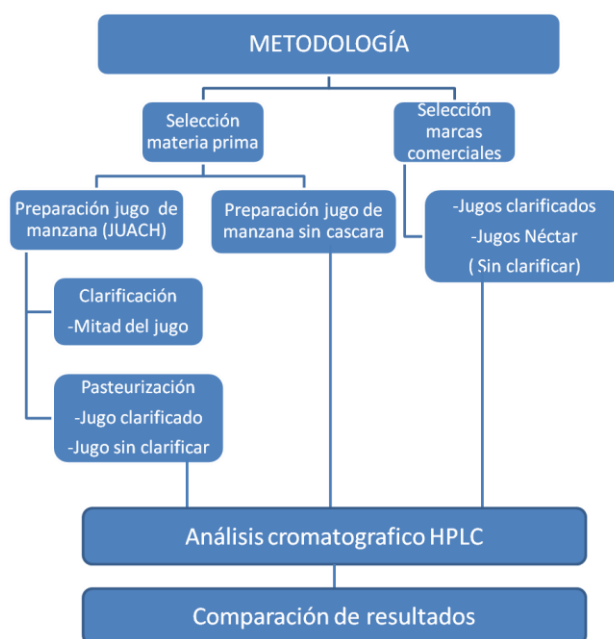 METODOLOGÍA
Selección
materia prima
Selección
marcas
comerciales
Preparación jugo de
manzana (JUACH)
Preparación jugo de
manzana sin cascara
-Jugos clarificados
-Jugos Néctar
( Sin clarificar)
Clarificación
-Mitad del jugo
Pasteurización
-Jugo clarificado
-Jugo sin clarificar
Análisis cromatografico HPLC
Comparación de resultados